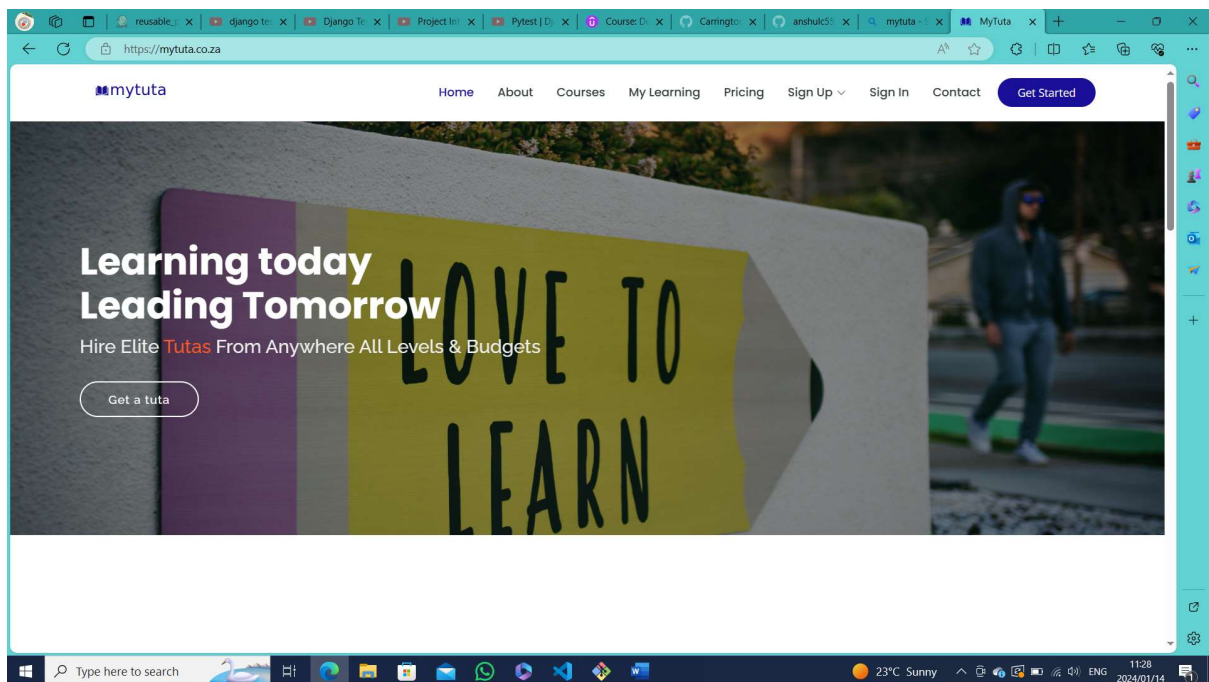 reusable_
django te
Django Te
Project In
Pytest | Dj
Course: D
Carringto
anshulc55
mytuta - S
MyTuta
https://mytuta.co.za
mytuta
Home
About
Courses
My Learning
Pricing
Sign Up
Sign In
Contact
Get Started
Learning today
Leading Tomorrow
Hire Elite Tutas From Anywhere All Levels & Budgets
Get a tuta
LOVE TO
LEARN
Type here to search
23°C Sunny
ENG
11:28
2024/01/14